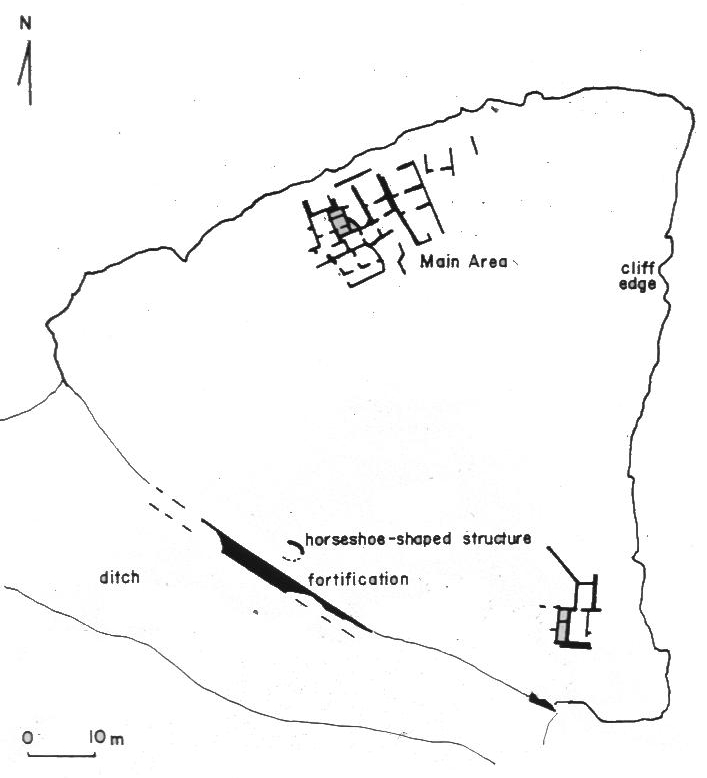 N
Main Area
cliff
edge
horseshoe-shaped structure
ditch
fortification
0 10 m